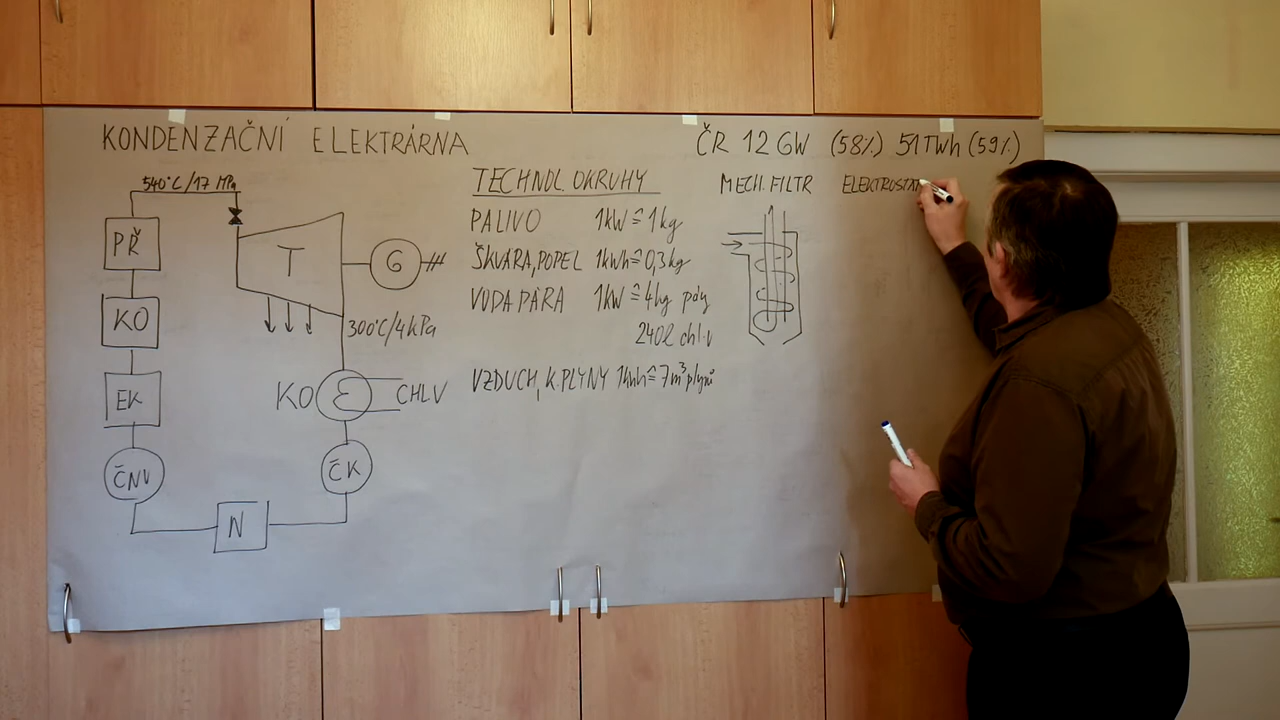 KONDENZAČNÍ ELEKTRÁRNA
ČR 12 GW (58%) 51 TWh (59%)
540°C/17 MPa
PŘ
KO
EK
ČNV
N
T
G
300°C/4kPa
KO
CHLV
ČK
TECHNOL. OKRUHY
PALIVO 1kW ≙ 1kg
ŠKVÁRA, POPEL 1kWh ≙ 0,3kg
VODA PÁRA 1kW ≙ 4kg páry
240l chl.v
VZDUCH, K.PLYNY 1kWh ≙ 7m³ plynů
MECH. FILTR
ELEKTROSTAT